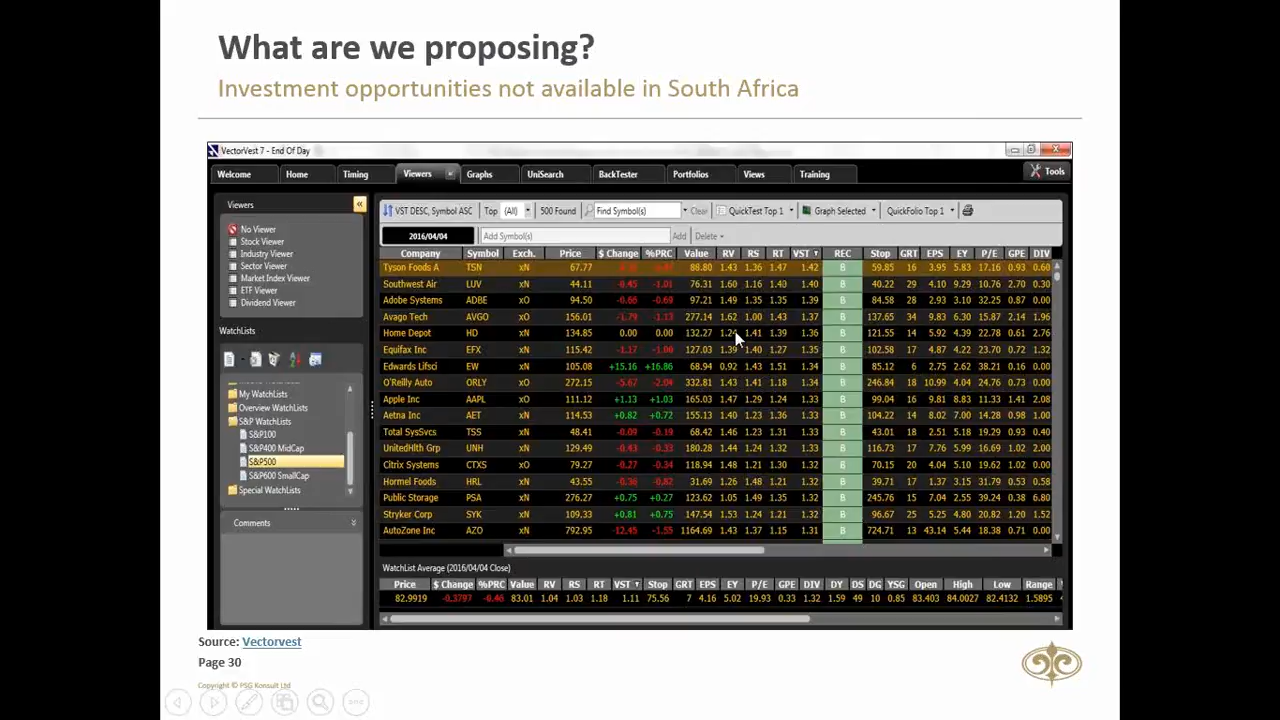 What are we proposing?
Investment opportunities not available in South Africa
VectorVest 7 - End Of Day
Welcome Home Timing Viewers Graphs UniSearch BackTester Portfolios Views Training Tools
Viewers
No Viewer
Stock Viewer
Industry Viewer
Sector Viewer
Market Index Viewer
ETF Viewer
Dividend Viewer
WatchLists
My WatchLists
Overview WatchLists
S&P WatchLists
S&P100
S&P400 MidCap
S&P500
S&P600 SmallCap
Special WatchLists
Comments
VST DESC, Symbol ASC Top (All) 500 Found Find Symbol(s) Clear QuickTest Top 1 Graph Selected QuickFolio Top 1
2016/04/04 Add Symbol(s) Add Delete
Company Symbol Exch. Price $ Change %PRC Value RV RS RT VST REC Stop GRT EPS EY P/E GPE DIV
Tyson Foods A TSN xN 67.77 88.80 1.43 1.36 1.47 1.42 B 59.85 16 3.95 5.83 17.16 0.93 0.60
Southwest Air LUV xN 44.11 -0.45 -1.01 76.31 1.60 1.16 1.40 1.40 B 40.22 29 4.10 9.29 10.76 2.70 0.30
Adobe Systems ADBE xO 94.50 -0.66 -0.69 97.21 1.49 1.35 1.35 1.39 B 84.58 28 2.93 3.10 32.25 0.87 0.00
Avago Tech AVGO xO 156.01 -1.79 -1.13 277.14 1.62 1.00 1.43 1.37 B 137.65 34 9.83 6.30 15.87 2.14 1.96
Home Depot HD xN 134.85 0.00 0.00 132.27 1.24 1.41 1.39 1.36 B 121.55 14 5.92 4.39 22.78 0.61 2.76
Equifax Inc EFX xN 115.42 -1.17 -1.00 127.03 1.39 1.40 1.27 1.35 B 102.58 17 4.87 4.22 23.70 0.72 1.32
Edwards Lifsci EW xN 105.08 +15.16 +16.86 68.94 0.92 1.43 1.51 1.34 B 85.12 6 2.75 2.62 38.21 0.16 0.00
O'Reilly Auto ORLY xO 272.15 -5.67 -2.04 332.81 1.43 1.41 1.18 1.34 B 246.84 18 10.99 4.04 24.76 0.73 0.00
Apple Inc AAPL xO 111.12 +1.13 +1.03 165.03 1.47 1.29 1.24 1.33 B 99.04 16 9.81 8.83 11.33 1.41 2.08
Aetna Inc AET xN 114.53 +0.82 +0.72 155.13 1.40 1.23 1.36 1.33 B 104.22 14 8.02 7.00 14.28 0.98 1.00
Total SysSvcs TSS xN 48.41 -0.09 -0.19 68.42 1.46 1.23 1.31 1.33 B 43.01 18 2.51 5.18 19.29 0.93 0.40
UnitedHlth Grp UNH xN 129.49 -0.43 -0.33 180.28 1.44 1.24 1.32 1.33 B 116.73 17 7.76 5.99 16.69 1.02 2.00
Citrix Systems CTXS xO 79.27 -0.27 -0.34 118.94 1.48 1.21 1.30 1.32 B 70.15 20 4.04 5.10 19.62 1.02 0.00
Hormel Foods HRL xN 43.55 -0.36 -0.82 31.69 1.26 1.48 1.21 1.32 B 39.71 17 1.37 3.15 31.79 0.53 0.58
Public Storage PSA xN 276.27 +0.75 +0.27 123.62 1.05 1.49 1.35 1.32 B 245.76 15 7.04 2.55 39.24 0.38 6.80
Stryker Corp SYK xN 109.33 +0.81 +0.75 147.54 1.53 1.24 1.21 1.32 B 96.67 25 5.25 4.80 20.82 1.20 1.52
AutoZone Inc AZO xN 792.95 -12.45 -1.55 1164.69 1.43 1.37 1.15 1.31 B 724.71 13 43.14 5.44 18.38 0.71 0.00
WatchList Average (2016/04/04 Close)
Price $ Change %PRC Value RV RS RT VST Stop GRT EPS EY P/E GPE DIV DY DS DG YSG Open High Low Range
82.9919 -0.3797 -0.46 83.01 1.04 1.03 1.18 1.11 75.56 7 4.16 5.02 19.93 0.33 1.32 1.59 49 10 0.85 83.403 84.0027 82.4132 1.5895
Source: Vectorvest
Page 30
Copyright © PSG Konsult Ltd